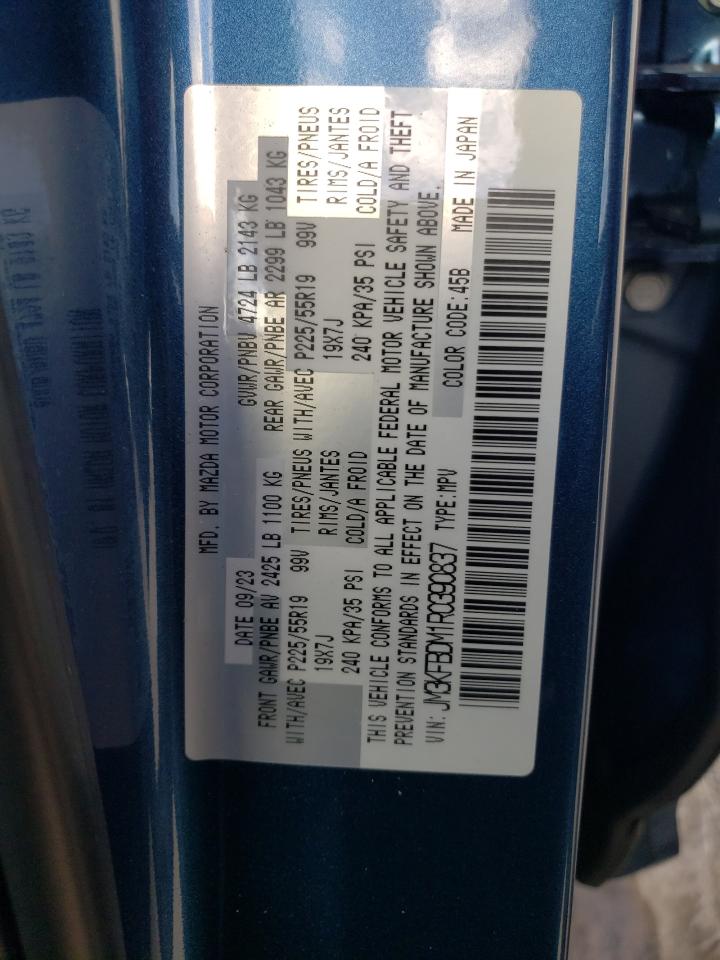 MFD. BY MAZDA MOTOR CORPORATION
DATE 09/23 GVWR/PNBV 4724 LB 2143 KG
FRONT GAWR/PNBE AV 2425 LB 1100 KG REAR GAWR/PNBE AR 2299 LB 1043 KG
WITH/AVEC P225/55R19 99V TIRES/PNEUS WITH/AVEC P225/55R19 99V TIRES/PNEUS
19X7J RIMS/JANTES 19X7J RIMS/JANTES
240 KPA/35 PSI COLD/A FROID 240 KPA/35 PSI COLD/A FROID
THIS VEHICLE CONFORMS TO ALL APPLICABLE FEDERAL MOTOR VEHICLE SAFETY AND THEFT
PREVENTION STANDARDS IN EFFECT ON THE DATE OF MANUFACTURE SHOWN ABOVE.
VIN: JM3KFBDM1R0390837 TYPE:MPV COLOR CODE:45B MADE IN JAPAN